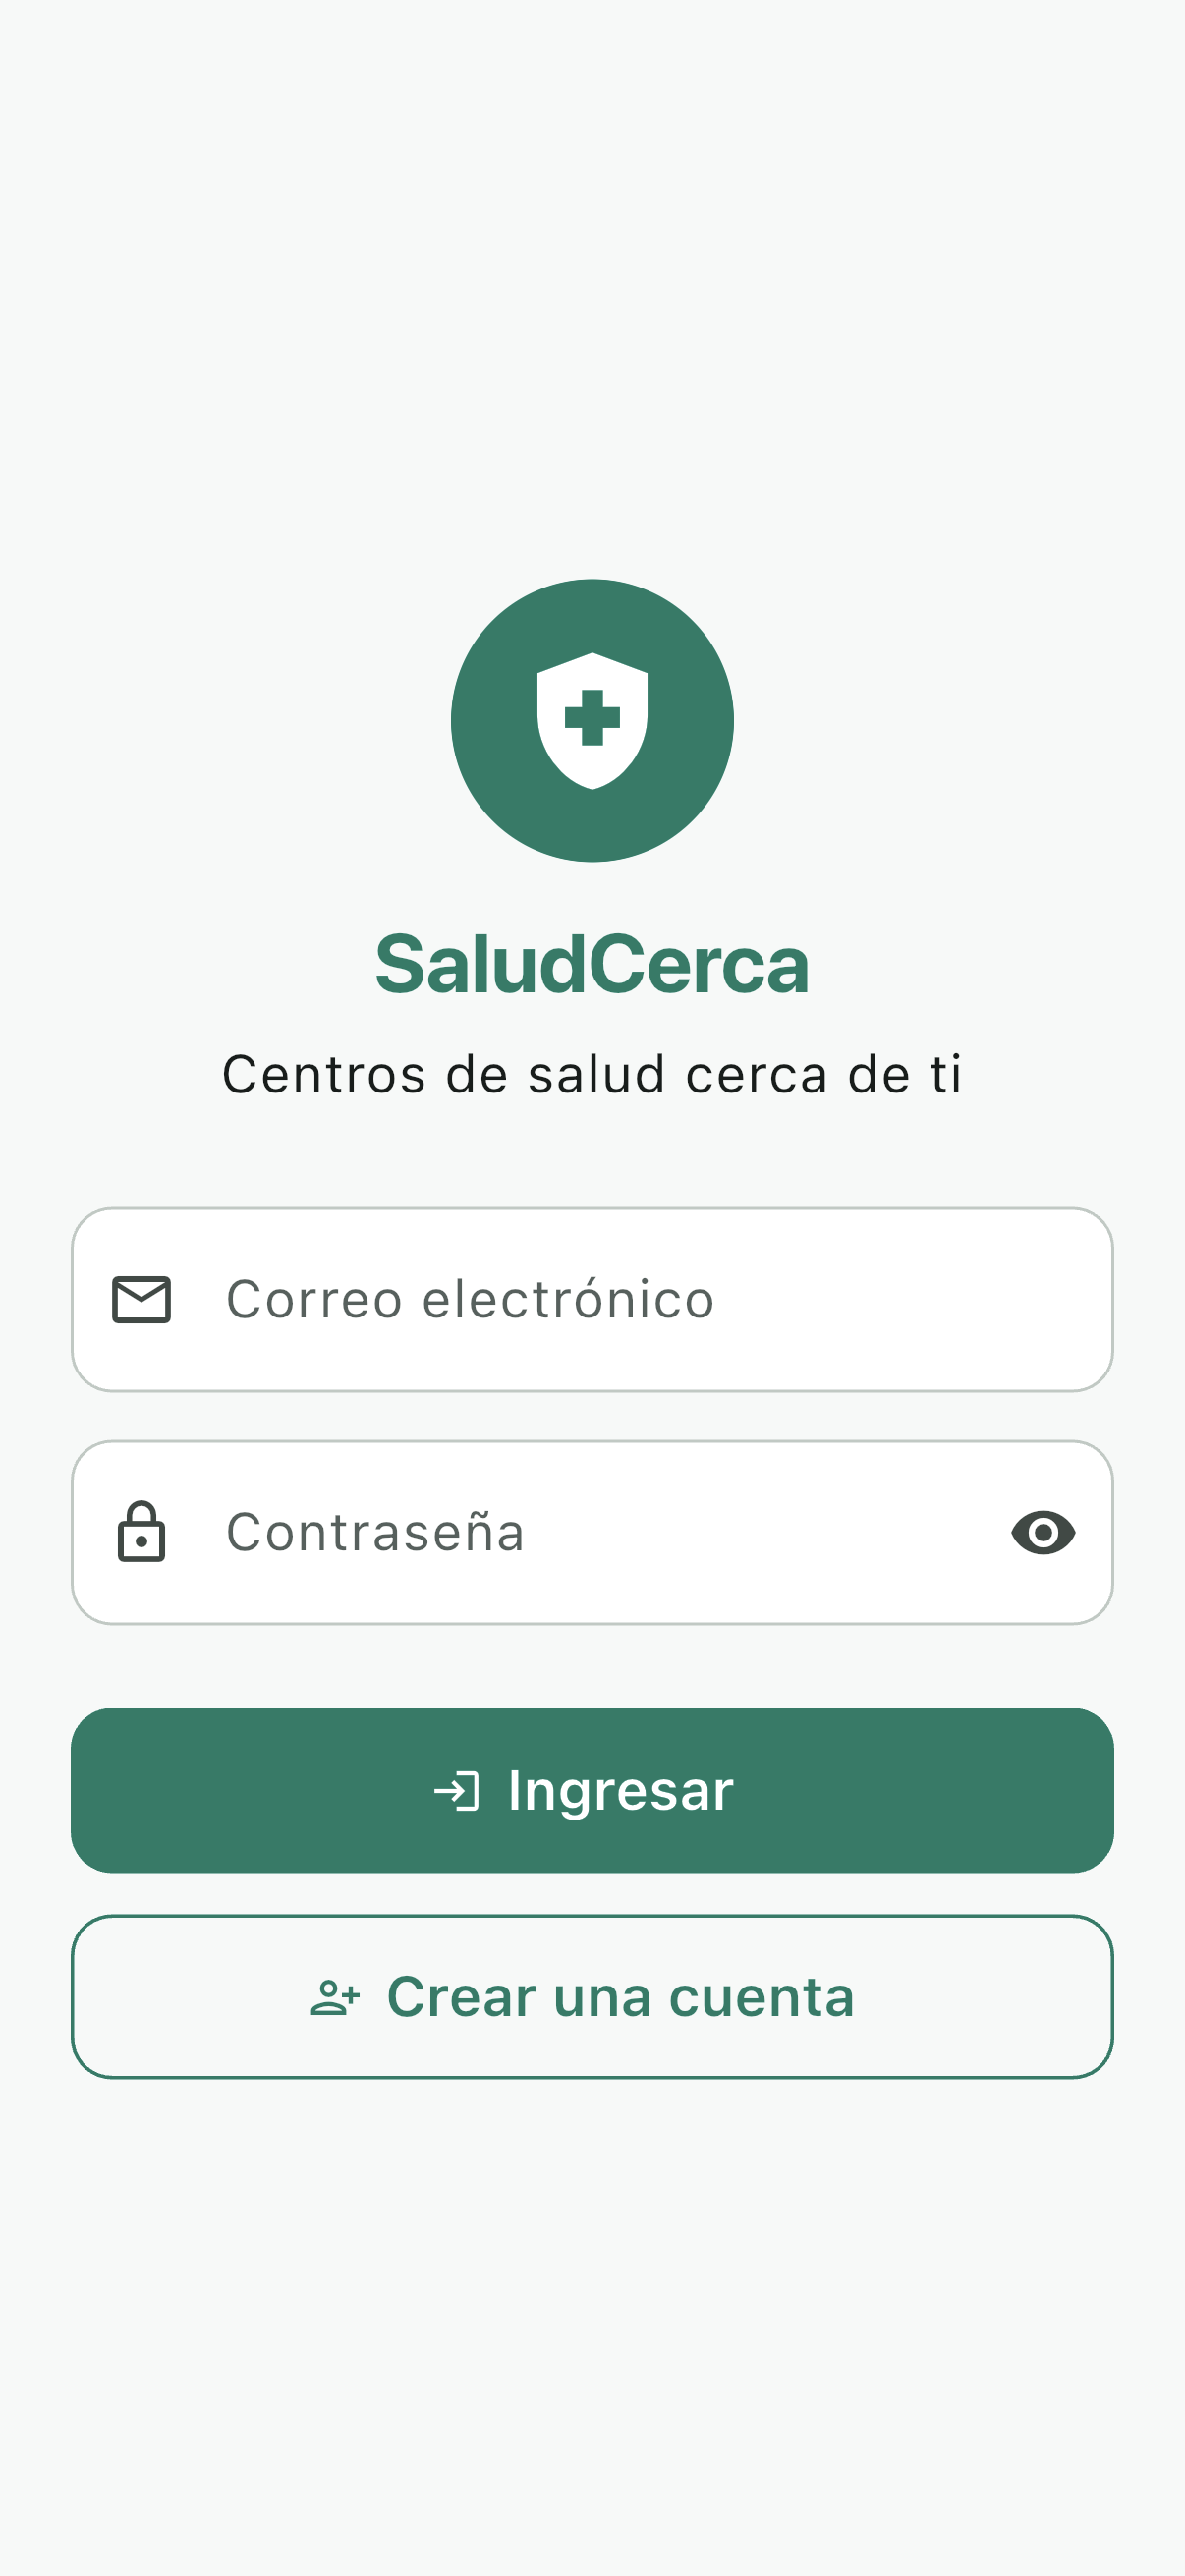 SaludCerca
Centros de salud cerca de ti
Correo electrónico
Contraseña
Ingresar
Crear una cuenta